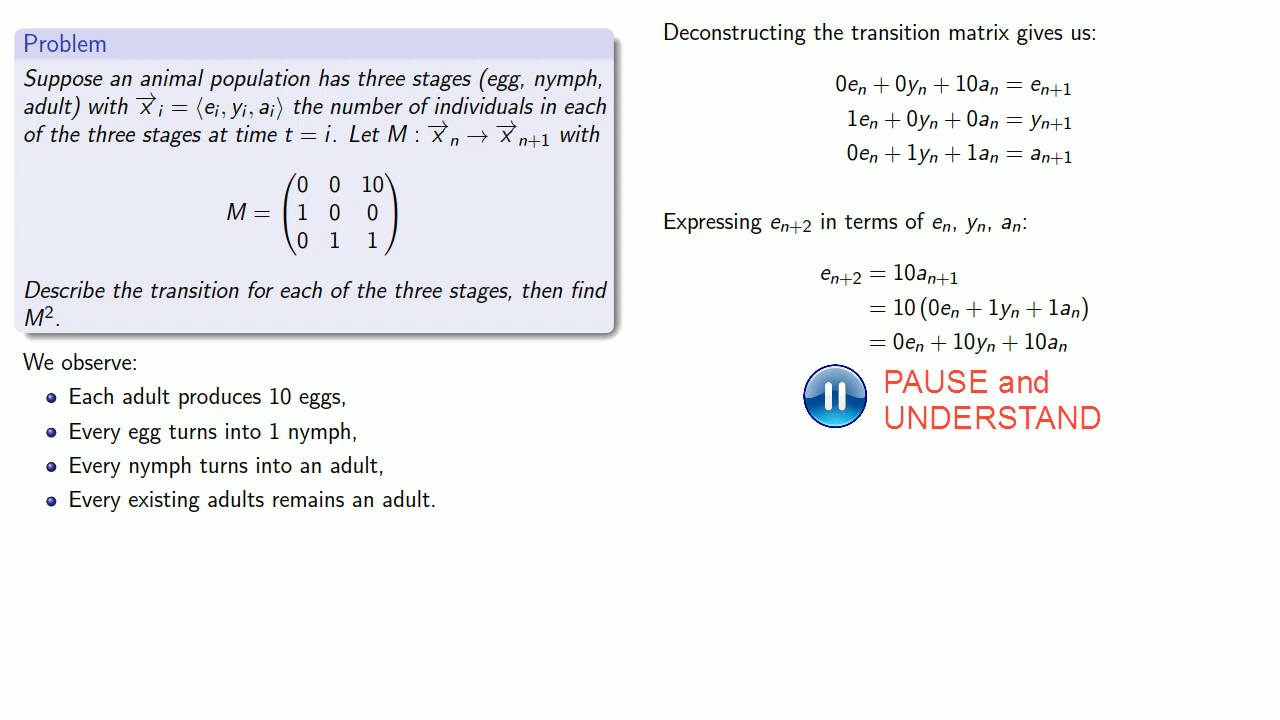 Problem
Suppose an animal population has three stages (egg, nymph,
adult) with x⃗ᵢ = ⟨eᵢ, yᵢ, aᵢ⟩ the number of individuals in each
of the three stages at time t = i. Let M : x⃗ₙ → x⃗ₙ₊₁ with
M = 
0 0 10
1 0 0
0 1 1
Describe the transition for each of the three stages, then find
M².
We observe:
Each adult produces 10 eggs,
Every egg turns into 1 nymph,
Every nymph turns into an adult,
Every existing adults remains an adult.
Deconstructing the transition matrix gives us:
0eₙ + 0yₙ + 10aₙ = eₙ₊₁
1eₙ + 0yₙ + 0aₙ = yₙ₊₁
0eₙ + 1yₙ + 1aₙ = aₙ₊₁
Expressing eₙ₊₂ in terms of eₙ, yₙ, aₙ:
eₙ₊₂ = 10aₙ₊₁
= 10 (0eₙ + 1yₙ + 1aₙ)
= 0eₙ + 10yₙ + 10aₙ
PAUSE and
UNDERSTAND